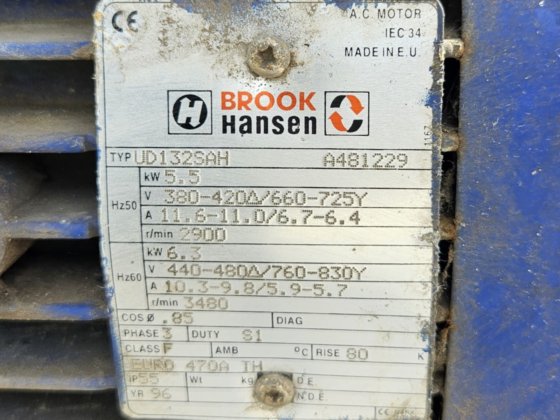 CE A.C. MOTOR
IEC 34
MADE IN E.U.
H BROOK
Hansen
TYP UD132SAH A481229
kW 5.5
Hz50 V 380-420Δ/660-725Y
A 11.6-11.0/6.7-6.4
r/min 2900
kW 6.3
Hz60 V 440-480Δ/760-830Y
A 10.3-9.8/5.9-5.7
r/min 3480
COS Ø .85 DIAG
PHASE 3 DUTY S1
CLASS F AMB °C RISE 80 K
EURO 470A TH
IP 55 Wt kg D E
YR 96 N D E